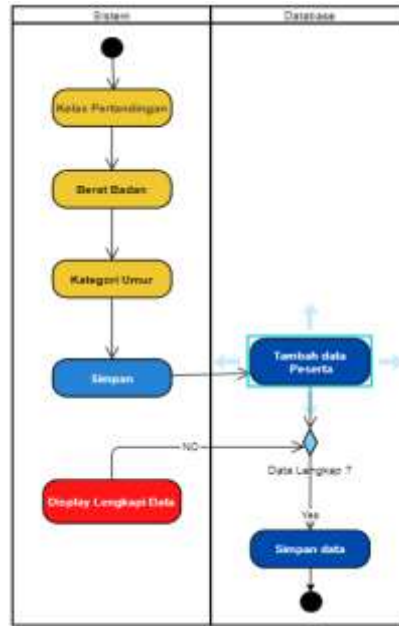 Sistem
Database
Kelas Pertandingan
Berat Badan
Kategori Umur
Simpan
Tambah data
Peserta
NO
Data Lengkap ?
Display Lengkapi Data
Yes
Simpan data